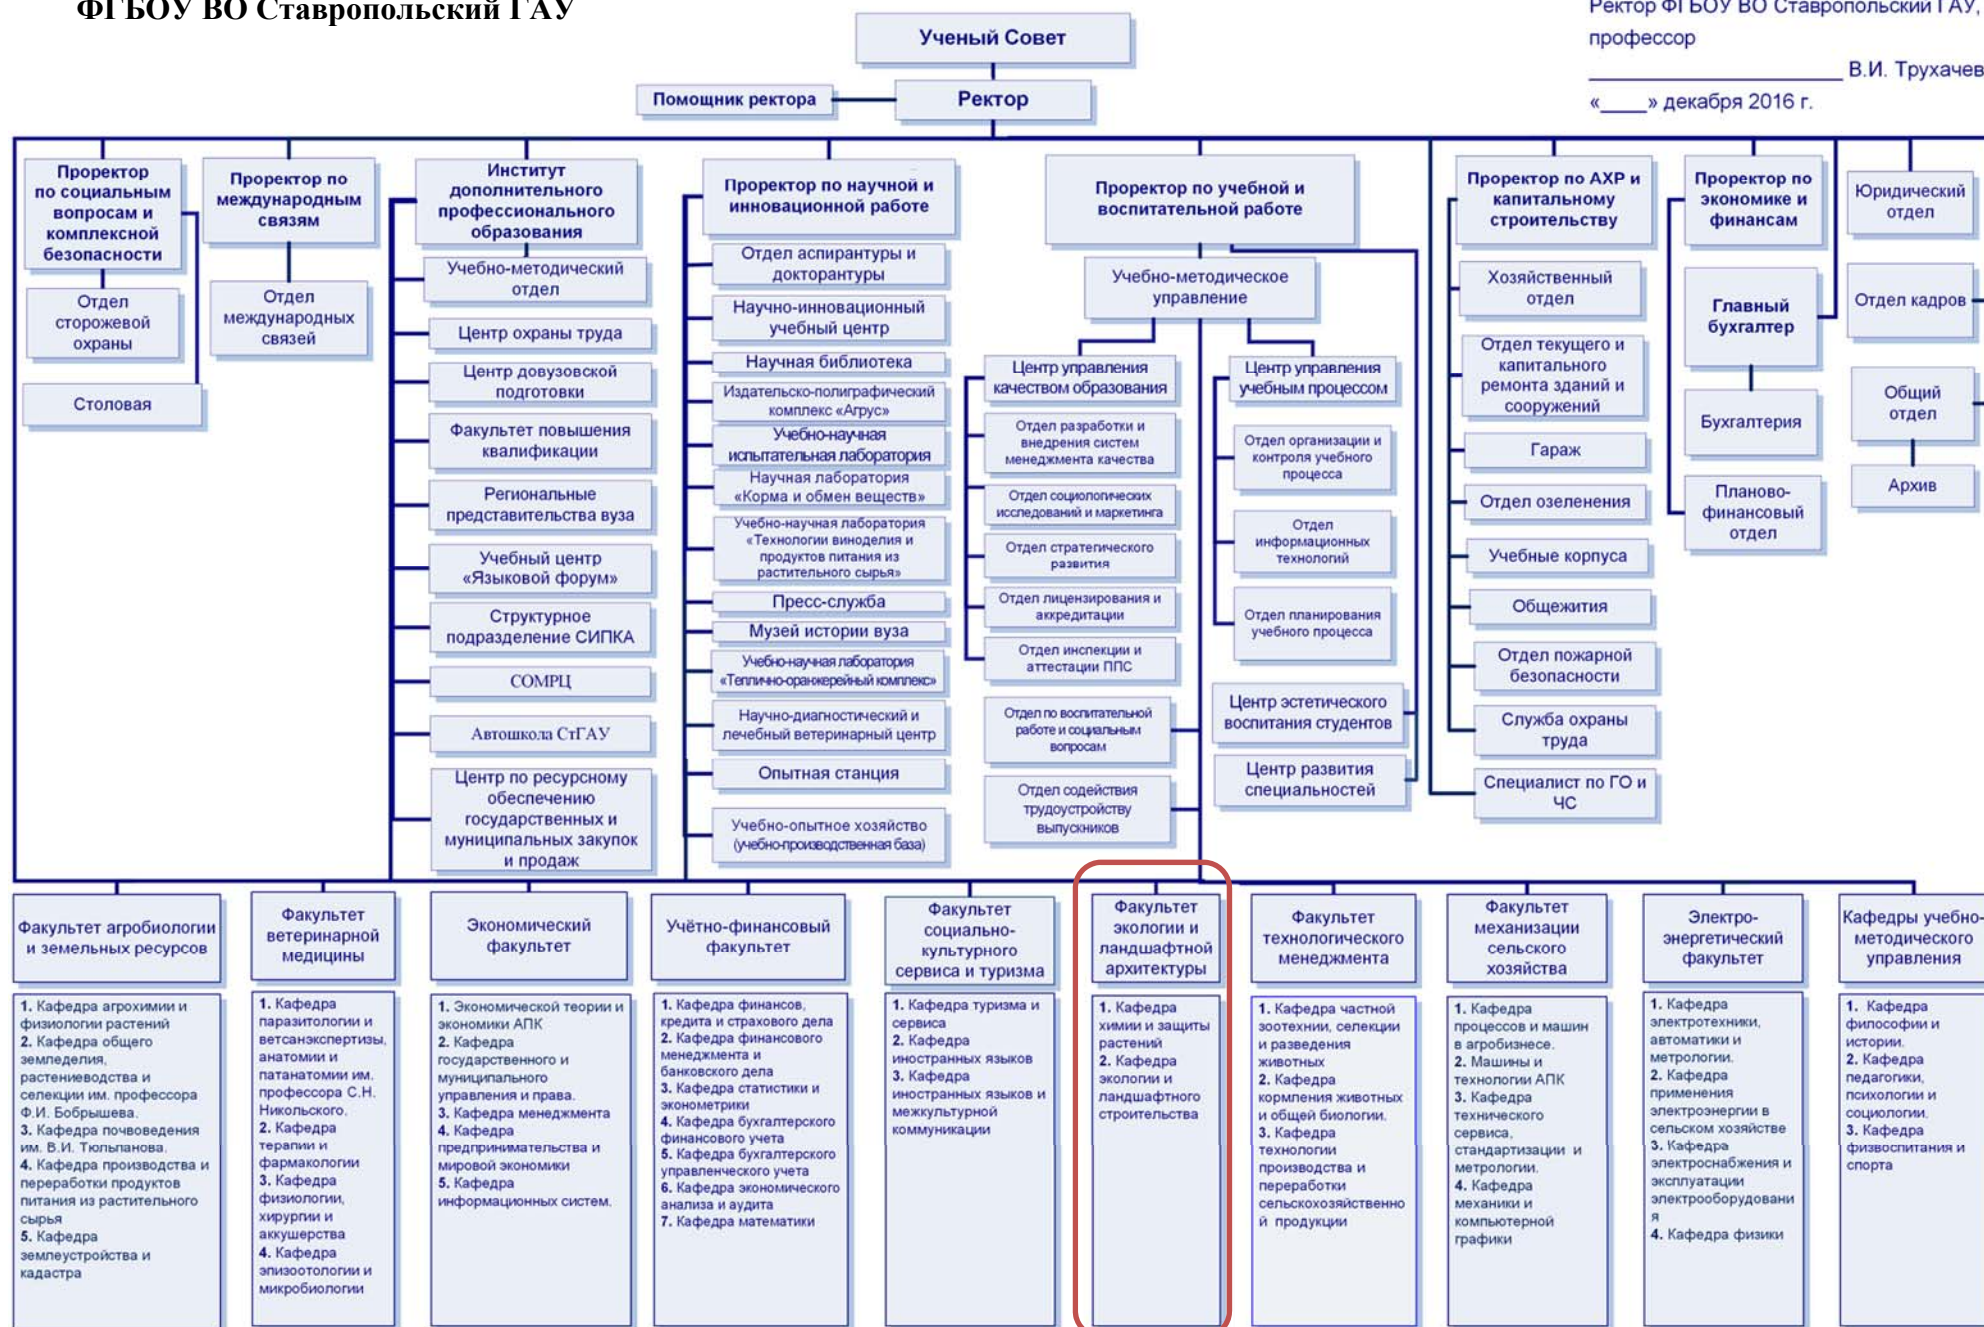 ФГБОУ ВО Ставропольский ГАУ
Ректор ФГБОУ ВО Ставропольский ГАУ,
профессор
____________________ В.И. Трухачев
«____» декабря 2016 г.
Ученый Совет
Помощник ректора
Ректор
Проректор
по социальным
вопросам и
комплексной
безопасности
Отдел
сторожевой
охраны
Столовая
Проректор по
международным
связям
Отдел
международных
связей
Институт
дополнительного
профессионального
образования
Учебно-методический
отдел
Центр охраны труда
Центр довузовской
подготовки
Факультет повышения
квалификации
Региональные
представительства вуза
Учебный центр
«Языковой форум»
Структурное
подразделение СИПКА
СОМРЦ
Автошкола СтГАУ
Центр по ресурсному
обеспечению
государственных и
муниципальных закупок
и продаж
Проректор по научной и
инновационной работе
Отдел аспирантуры и
докторантуры
Научно-инновационный
учебный центр
Научная библиотека
Издательско-полиграфический
комплекс «Агрус»
Учебно-научная
испытательная лаборатория
Научная лаборатория
«Корма и обмен веществ»
Учебно-научная лаборатория
«Технологии виноделия и
продуктов питания из
растительного сырья»
Пресс-служба
Музей истории вуза
Учебно-научная лаборатория
«Теплично-оранжерейный комплекс»
Научно-диагностический и
лечебный ветеринарный центр
Опытная станция
Учебно-опытное хозяйство
(учебно-производственная база)
Проректор по учебной и
воспитательной работе
Учебно-методическое
управление
Центр управления
качеством образования
Отдел разработки и
внедрения систем
менеджмента качества
Отдел социологических
исследований и маркетинга
Отдел стратегического
развития
Отдел лицензирования и
аккредитации
Отдел инспекции и
аттестации ППС
Отдел по воспитательной
работе и социальным
вопросам
Отдел содействия
трудоустройству
выпускников
Центр управления
учебным процессом
Отдел организации и
контроля учебного
процесса
Отдел
информационных
технологий
Отдел планирования
учебного процесса
Центр эстетического
воспитания студентов
Центр развития
специальностей
Проректор по АХР и
капитальному
строительству
Хозяйственный
отдел
Отдел текущего и
капитального
ремонта зданий и
сооружений
Гараж
Отдел озеленения
Учебные корпуса
Общежития
Отдел пожарной
безопасности
Служба охраны
труда
Специалист по ГО и
ЧС
Проректор по
экономике и
финансам
Главный
бухгалтер
Бухгалтерия
Планово-
финансовый
отдел
Юридический
отдел
Отдел кадров
Общий
отдел
Архив
Факультет агробиологии
и земельных ресурсов
1. Кафедра агрохимии и
физиологии растений
2. Кафедра общего
земледелия,
растениеводства и
селекции им. профессора
Ф.И. Бобрышева.
3. Кафедра почвоведения
им. В.И. Тюльпанова.
4. Кафедра производства и
переработки продуктов
питания из растительного
сырья
5. Кафедра
землеустройства и
кадастра
Факультет
ветеринарной
медицины
1. Кафедра
паразитологии и
ветсанэкспертизы,
анатомии и
патанатомии им.
профессора С.Н.
Никольского.
2. Кафедра
терапии и
фармакологии
3. Кафедра
физиологии,
хирургии и
акушерства
4. Кафедра
эпизоотологии и
микробиологии
Экономический
факультет
1. Экономической теории и
экономики АПК
2. Кафедра
государственного и
муниципального
управления и права.
3. Кафедра менеджмента
4. Кафедра
предпринимательства и
мировой экономики
5. Кафедра
информационных систем.
Учётно-финансовый
факультет
1. Кафедра финансов,
кредита и страхового дела
2. Кафедра финансового
менеджмента и
банковского дела
3. Кафедра статистики и
эконометрики
4. Кафедра бухгалтерского
финансового учета
5. Кафедра бухгалтерского
управленческого учета
6. Кафедра экономического
анализа и аудита
7. Кафедра математики
Факультет
социально-
культурного
сервиса и туризма
1. Кафедра туризма и
сервиса
2. Кафедра
иностранных языков
3. Кафедра
иностранных языков и
межкультурной
коммуникации
Факультет
экологии и
ландшафтной
архитектуры
1. Кафедра
химии и защиты
растений
2. Кафедра
экологии и
ландшафтного
строительства
Факультет
технологического
менеджмента
1. Кафедра частной
зоотехнии, селекции
и разведения
животных
2. Кафедра
кормления животных
и общей биологии.
3. Кафедра
технологии
производства и
переработки
сельскохозяйственно
й продукции
Факультет
механизации
сельского
хозяйства
1. Кафедра
процессов и машин
в агробизнесе.
2. Машины и
технологии АПК
3. Кафедра
технического
сервиса,
стандартизации и
метрологии.
4. Кафедра
механики и
компьютерной
графики
Электро-
энергетический
факультет
1. Кафедра
электротехники,
автоматики и
метрологии.
2. Кафедра
применения
электроэнергии в
сельском хозяйстве
3. Кафедра
электроснабжения и
эксплуатации
электрооборудовани
я
4. Кафедра физики
Кафедры учебно-
методического
управления
1. Кафедра
философии и
истории.
2. Кафедра
педагогики,
психологии и
социологии.
3. Кафедра
физвоспитания и
спорта